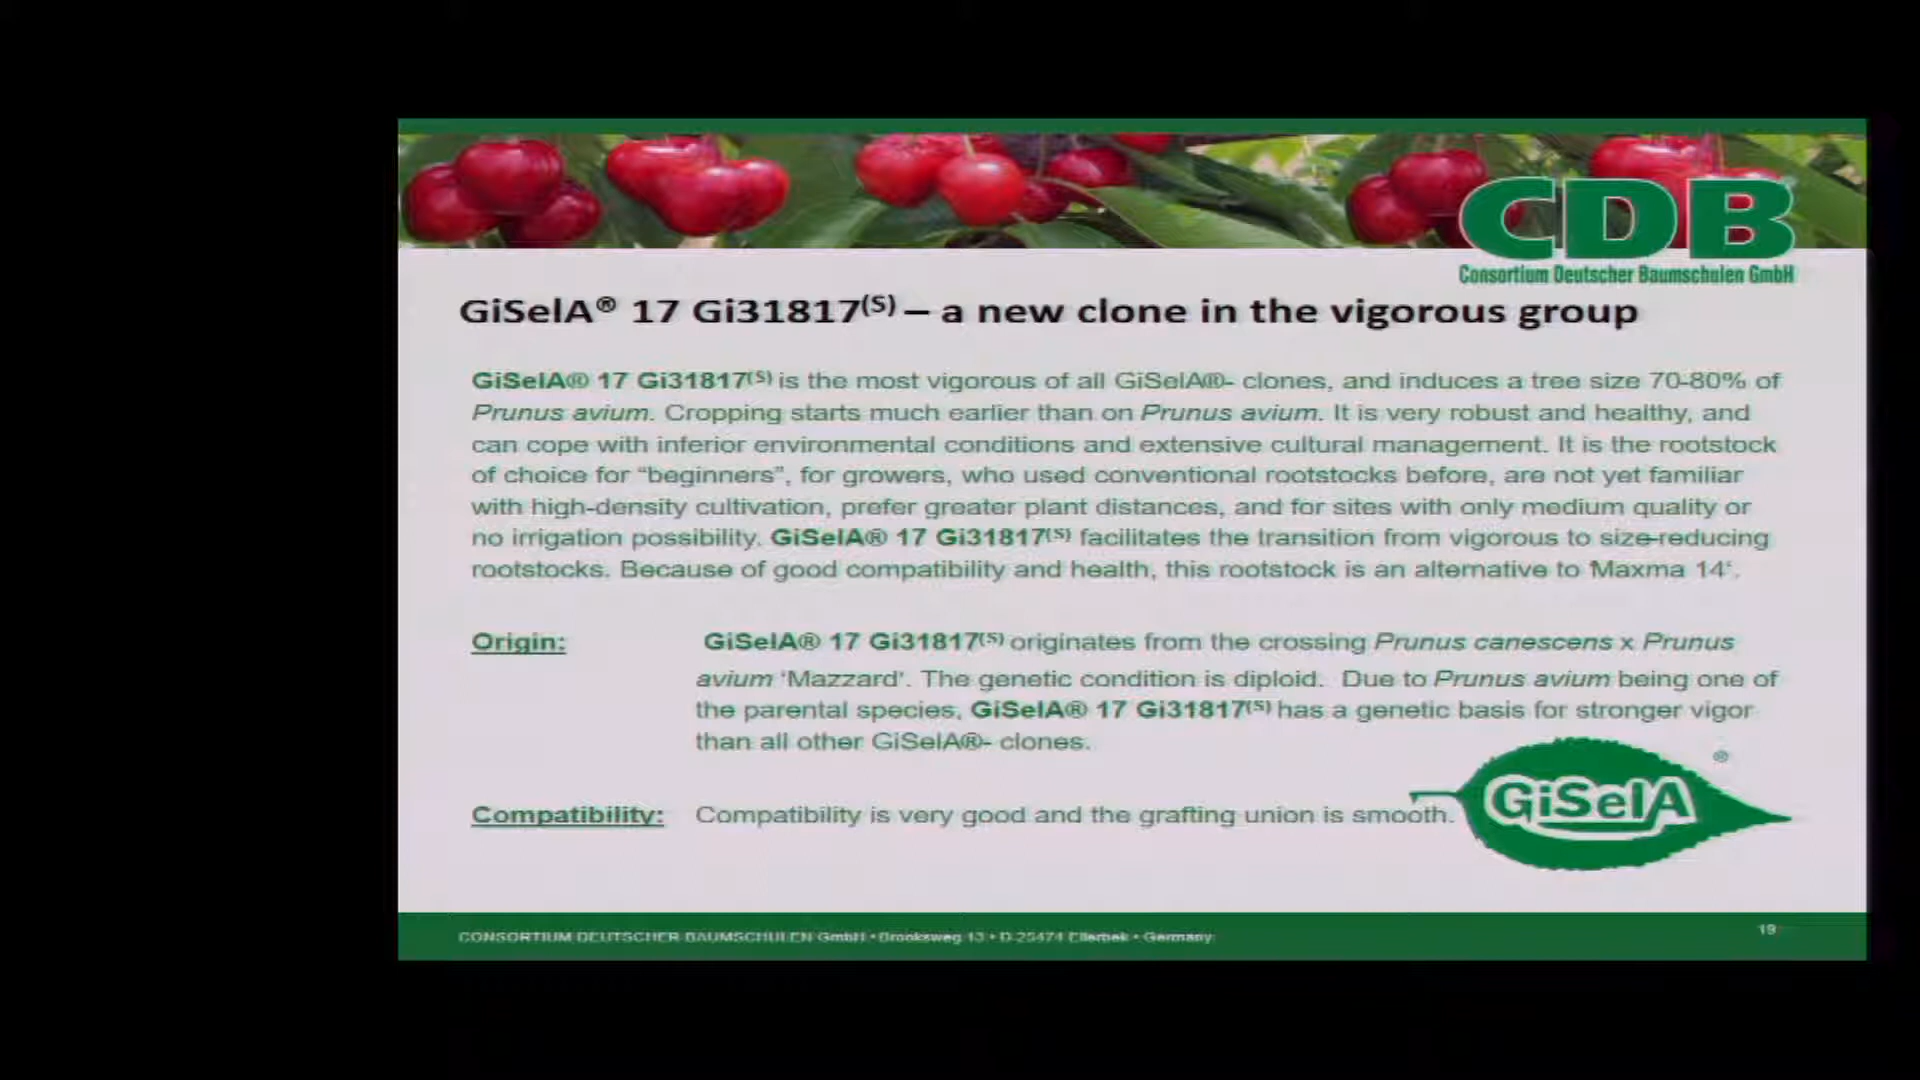 CDB
Consortium Deutscher Baumschulen GmbH
GiSelA® 17 Gi31817(S) – a new clone in the vigorous group
GiSelA® 17 Gi31817(S) is the most vigorous of all GiSelA®- clones, and induces a tree size 70-80% of
Prunus avium. Cropping starts much earlier than on Prunus avium. It is very robust and healthy, and
can cope with inferior environmental conditions and extensive cultural management. It is the rootstock
of choice for “beginners”, for growers, who used conventional rootstocks before, are not yet familiar
with high-density cultivation, prefer greater plant distances, and for sites with only medium quality or
no irrigation possibility. GiSelA® 17 Gi31817(S) facilitates the transition from vigorous to size-reducing
rootstocks. Because of good compatibility and health, this rootstock is an alternative to ‘Maxma 14‘.
Origin: GiSelA® 17 Gi31817(S) originates from the crossing Prunus canescens x Prunus
avium ‘Mazzard’. The genetic condition is diploid. Due to Prunus avium being one of
the parental species, GiSelA® 17 Gi31817(S) has a genetic basis for stronger vigor
than all other GiSelA®- clones.
Compatibility: Compatibility is very good and the grafting union is smooth.
GiSelA ®
CONSORTIUM DEUTSCHER BAUMSCHULEN GmbH • Brooksweg 13 • D-25474 Ellerbek • Germany
19